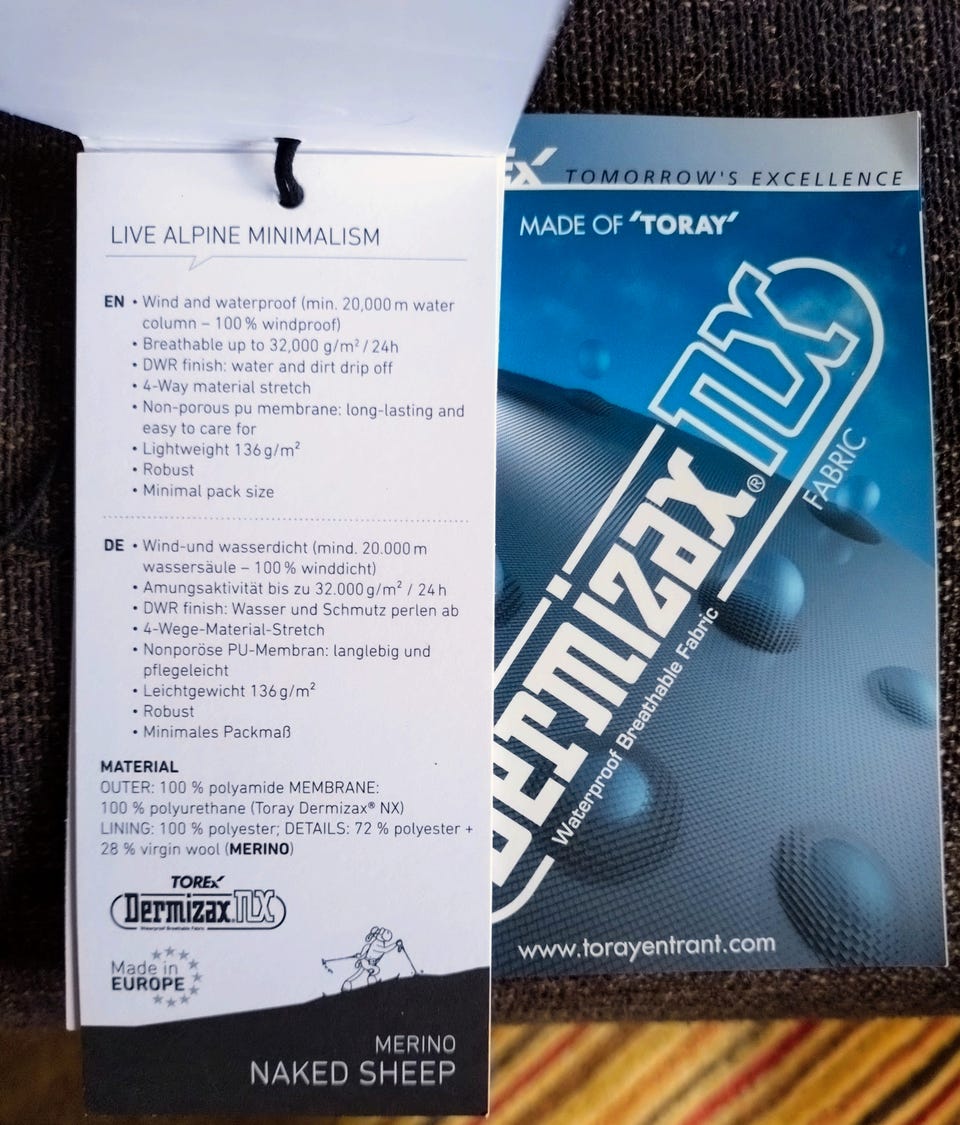 LIVE ALPINE MINIMALISM
EN • Wind and waterproof (min. 20,000 m water
column – 100 % windproof)
• Breathable up to 32,000 g/m² / 24h
• DWR finish: water and dirt drip off
• 4-Way material stretch
• Non-porous pu membrane: long-lasting and
easy to care for
• Lightweight 136 g/m²
• Robust
• Minimal pack size
DE • Wind-und wasserdicht (mind. 20.000 m
wassersäule – 100 % winddicht)
• Amungsaktivität bis zu 32.000 g/m² / 24 h
• DWR finish: Wasser und Schmutz perlen ab
• 4-Wege-Material-Stretch
• Nonporöse PU-Membran: langlebig und
pflegeleicht
• Leichtgewicht 136 g/m²
• Robust
• Minimales Packmaß
MATERIAL
OUTER: 100 % polyamide MEMBRANE:
100 % polyurethane (Toray Dermizax® NX)
LINING: 100 % polyester; DETAILS: 72 % polyester +
28 % virgin wool (MERINO)
TOREX
Dermizax® NX
Waterproof Breathable Fabric
Made in
EUROPE
MERINO
NAKED SHEEP
EX TOMORROW'S EXCELLENCE
MADE OF 'TORAY'
Dermizax® NX
FABRIC
Waterproof Breathable Fabric
www.torayentrant.com